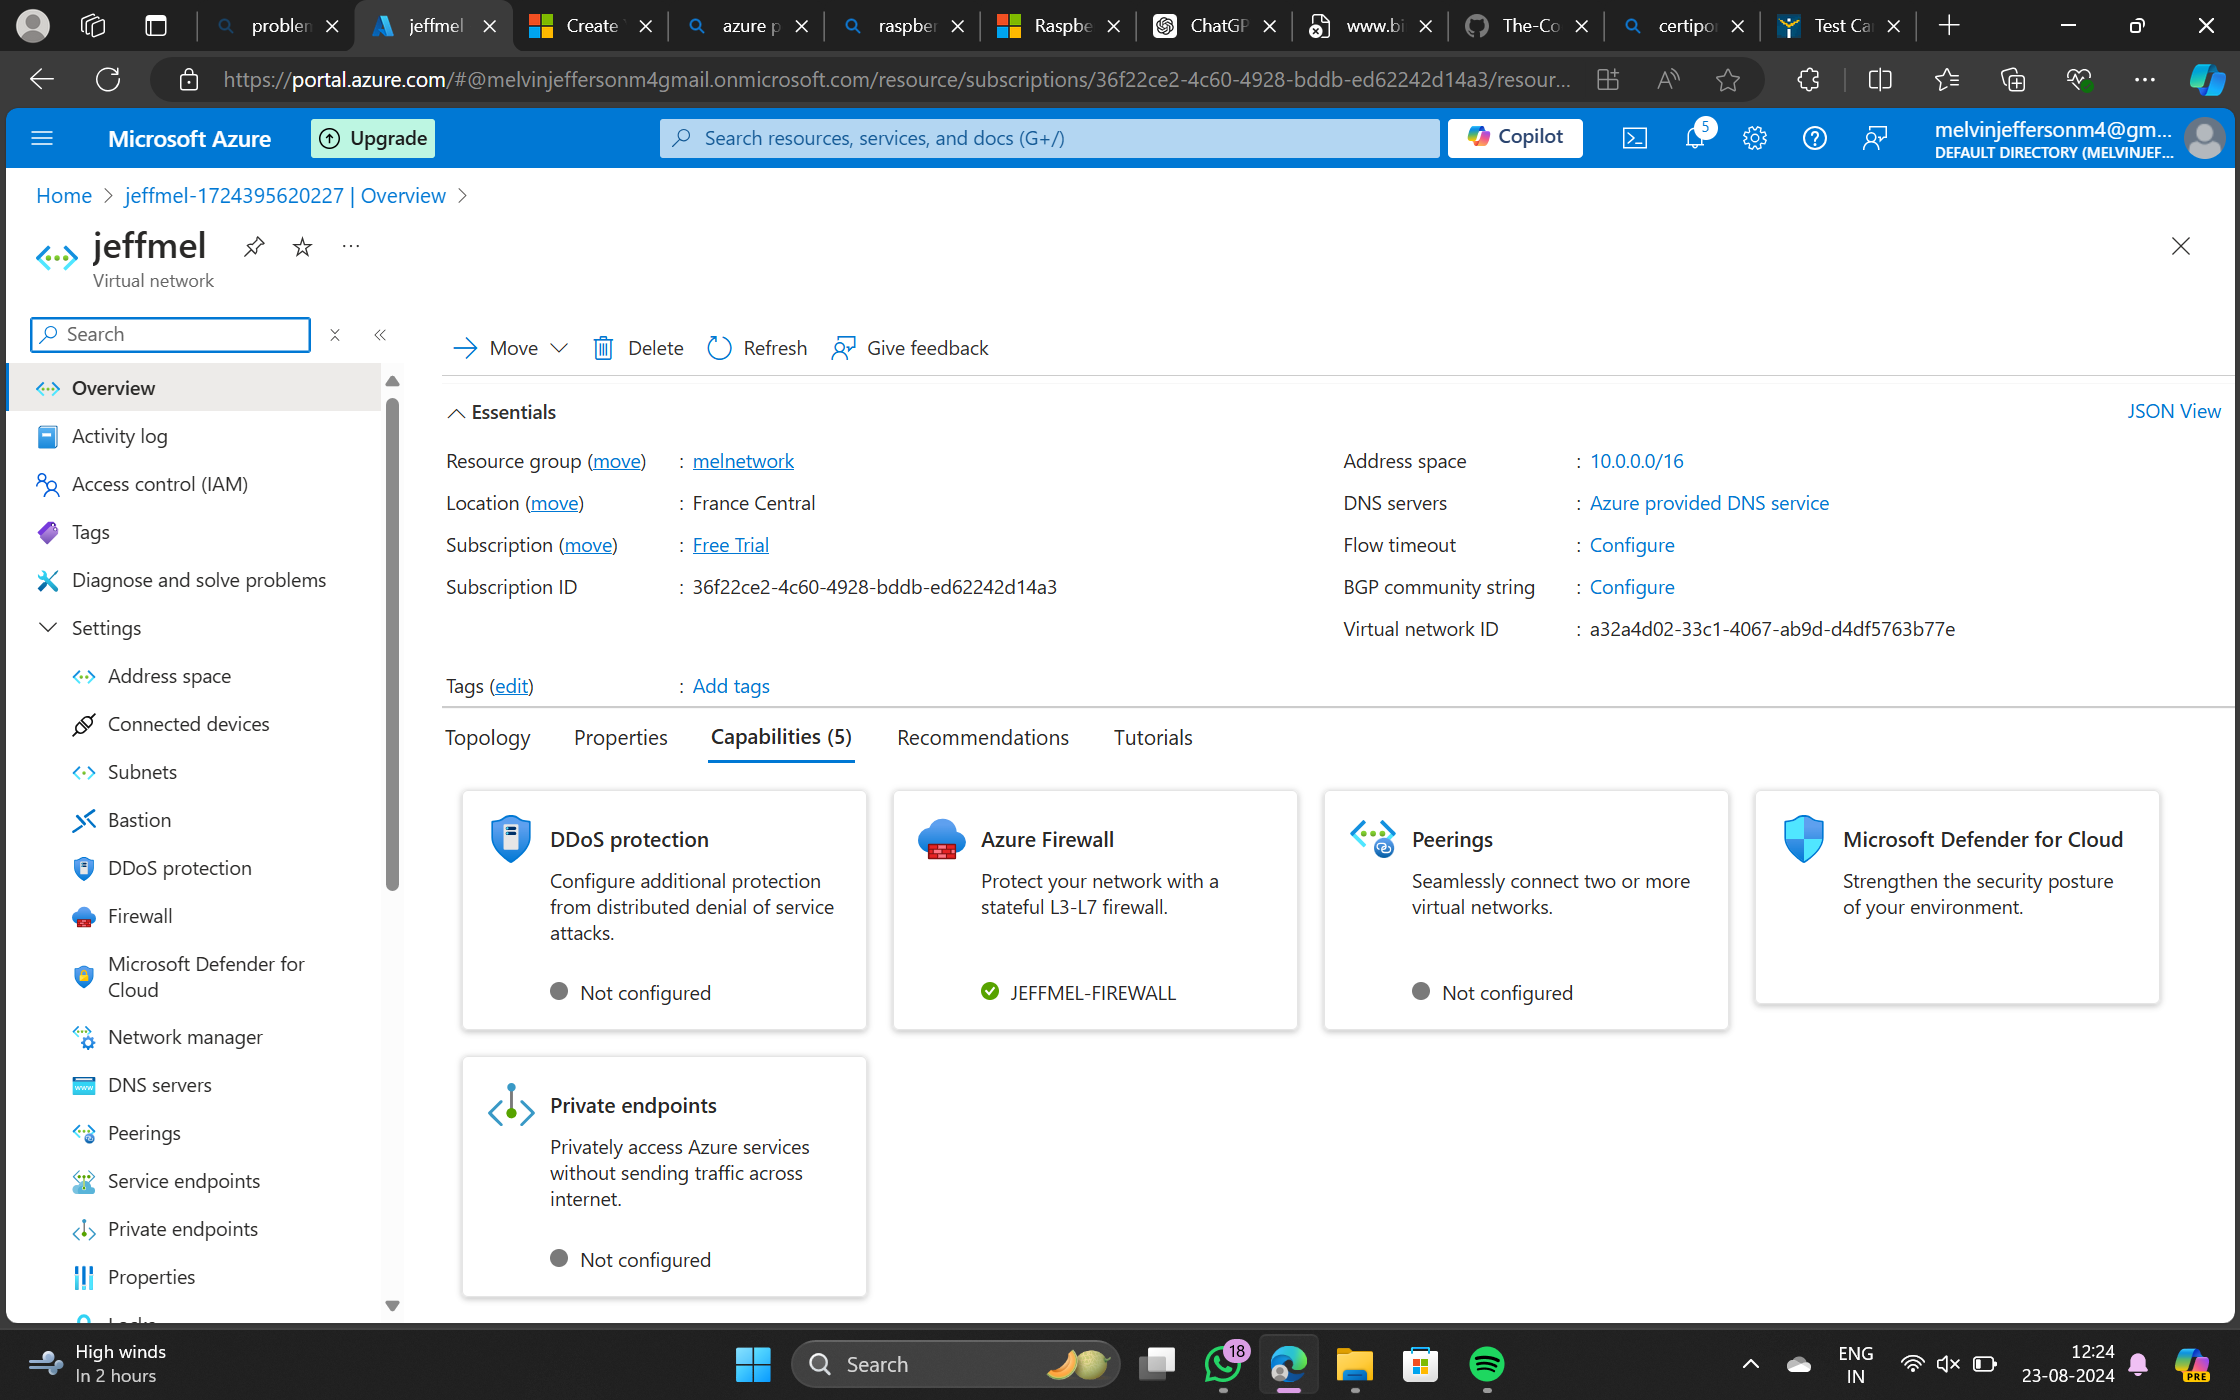 problem
jeffmel
Create
azure p
raspber
Raspbe
ChatGP
www.bi
The-Co
certipor
Test Ca
https://portal.azure.com/#@melvinjeffersonm4gmail.onmicrosoft.com/resource/subscriptions/36f22ce2-4c60-4928-bddb-ed62242d14a3/resour...
Microsoft Azure
Upgrade
Search resources, services, and docs (G+/)
Copilot
5
melvinjeffersonm4@gm...
DEFAULT DIRECTORY (MELVINJEF...
Home > jeffmel-1724395620227 | Overview >
jeffmel
Virtual network
Search
Overview
Activity log
Access control (IAM)
Tags
Diagnose and solve problems
Settings
Address space
Connected devices
Subnets
Bastion
DDoS protection
Firewall
Microsoft Defender for
Cloud
Network manager
DNS servers
Peerings
Service endpoints
Private endpoints
Properties
Locks
Move
Delete
Refresh
Give feedback
Essentials
JSON View
Resource group (move) : melnetwork
Location (move) : France Central
Subscription (move) : Free Trial
Subscription ID : 36f22ce2-4c60-4928-bddb-ed62242d14a3
Address space : 10.0.0.0/16
DNS servers : Azure provided DNS service
Flow timeout : Configure
BGP community string : Configure
Virtual network ID : a32a4d02-33c1-4067-ab9d-d4df5763b77e
Tags (edit) : Add tags
Topology
Properties
Capabilities (5)
Recommendations
Tutorials
DDoS protection
Configure additional protection
from distributed denial of service
attacks.
Not configured
Azure Firewall
Protect your network with a
stateful L3-L7 firewall.
JEFFMEL-FIREWALL
Peerings
Seamlessly connect two or more
virtual networks.
Not configured
Microsoft Defender for Cloud
Strengthen the security posture
of your environment.
Private endpoints
Privately access Azure services
without sending traffic across
internet.
Not configured
High winds
In 2 hours
Search
18
ENG
IN
12:24
23-08-2024
PRE